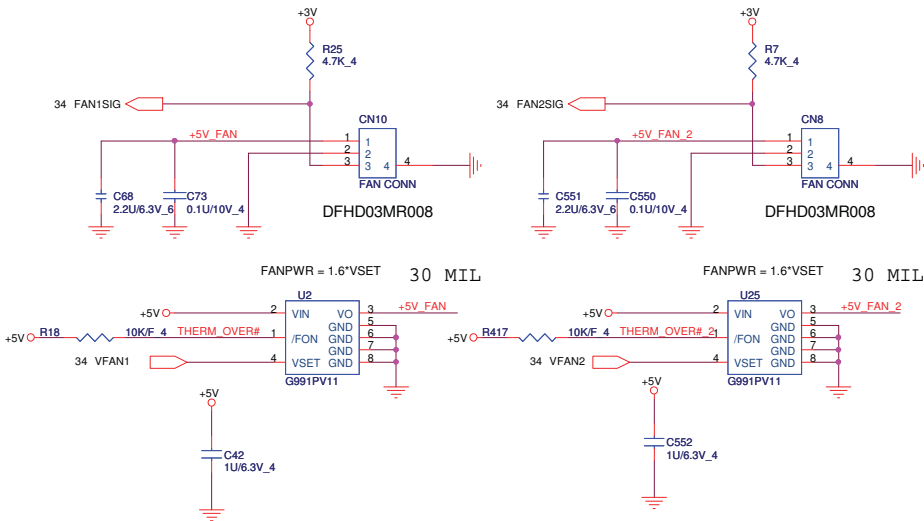 +3V
R25
4.7K_4
34 FAN1SIG
CN10
+5V_FAN
1
2
3
1
2
3
4
4
FAN CONN
C68
2.2U/6.3V_6
C73
0.1U/10V_4
DFHD03MR008
+3V
R7
4.7K_4
34 FAN2SIG
CN8
+5V_FAN_2
1
2
3
1
2
3
4
4
FAN CONN
C551
2.2U/6.3V_6
C550
0.1U/10V_4
DFHD03MR008
FANPWR = 1.6*VSET
30 MIL
U2
+5V
2
VIN
VO
3
+5V_FAN
GND
5
+5V
R18
10K/F_4
THERM_OVER#
1
/FON
GND
6
GND
7
34 VFAN1
4
VSET
GND
8
G991PV11
+5V
C42
1U/6.3V_4
FANPWR = 1.6*VSET
30 MIL
U25
+5V
2
VIN
VO
3
+5V_FAN_2
GND
5
+5V
R417
10K/F_4
THERM_OVER#_2
1
/FON
GND
6
GND
7
34 VFAN2
4
VSET
GND
8
G991PV11
+5V
C552
1U/6.3V_4